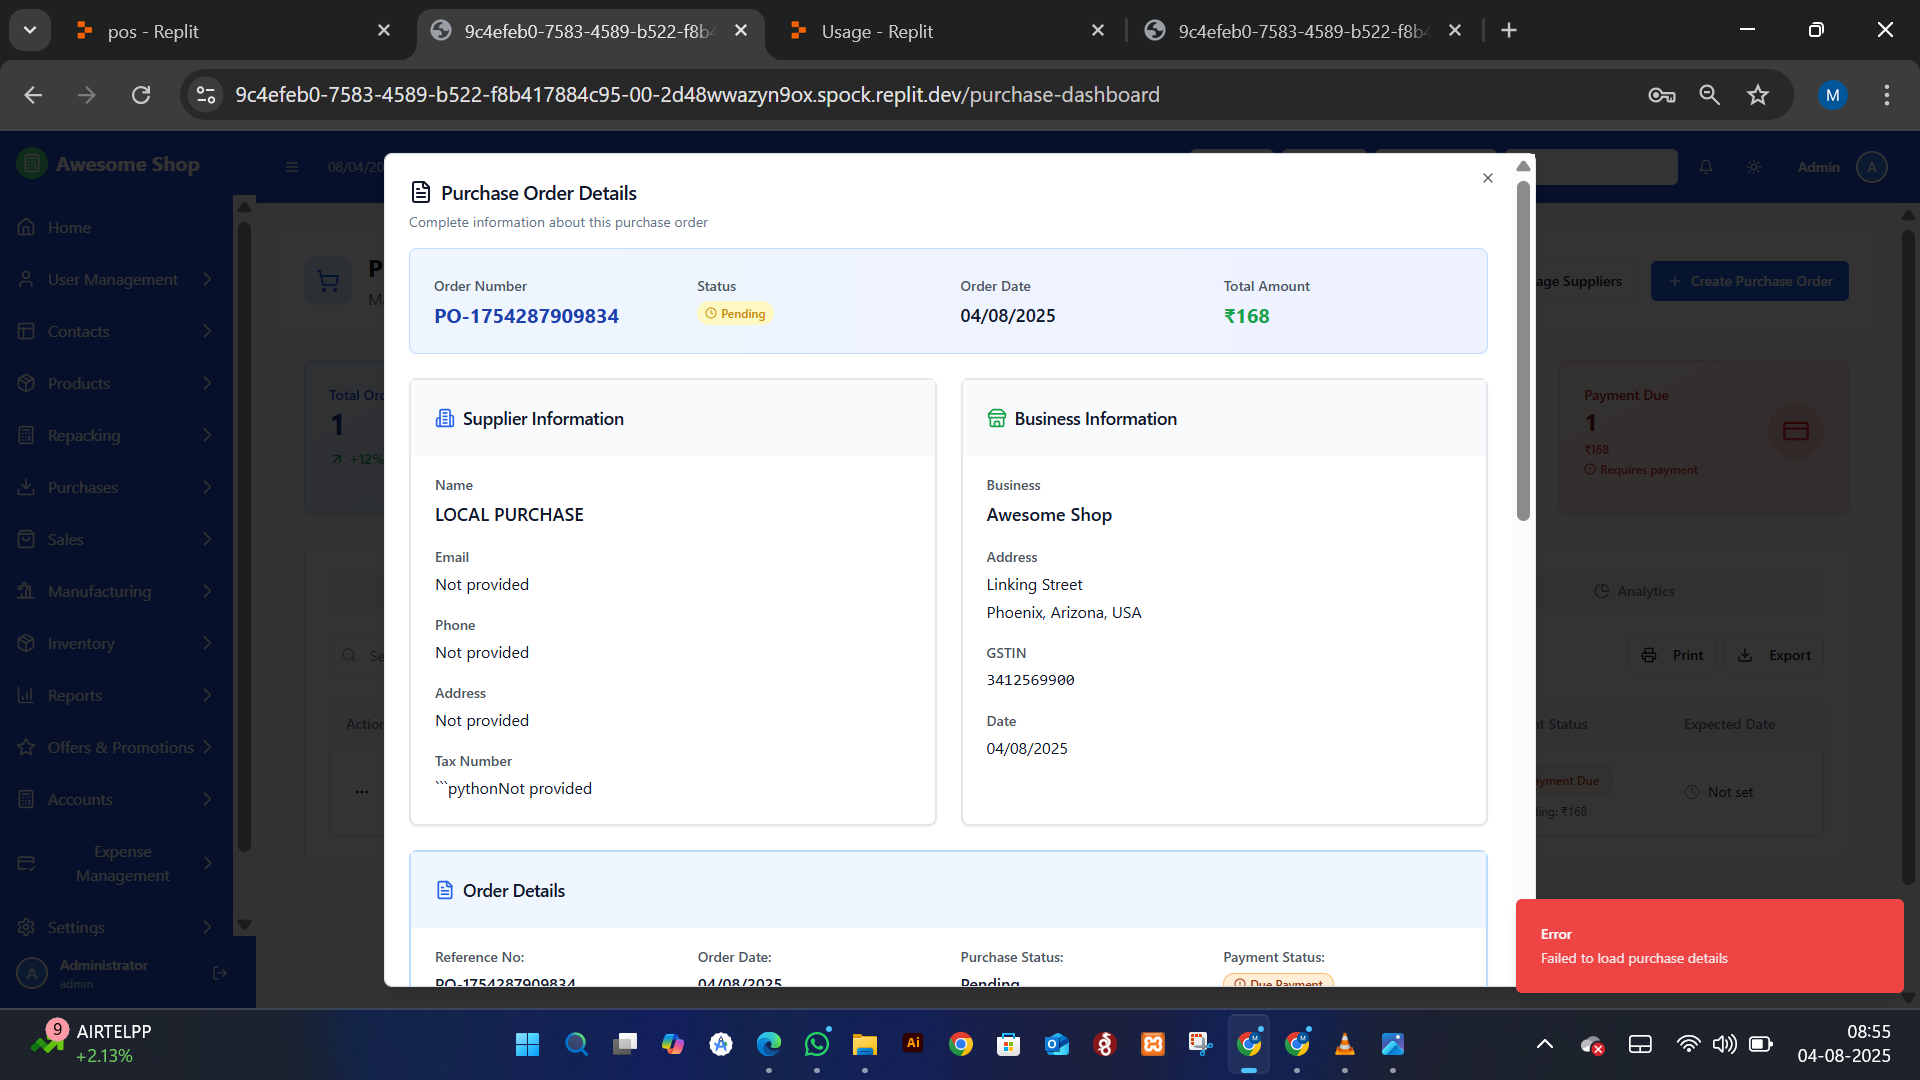 pos - Replit
9c4efeb0-7583-4589-b522-f8b4
Usage - Replit
9c4efeb0-7583-4589-b522-f8b4
9c4efeb0-7583-4589-b522-f8b417884c95-00-2d48wwazyn9ox.spock.replit.dev/purchase-dashboard
M
Awesome Shop
08/04/20
Admin
A
Home
User Management
Contacts
Products
Repacking
Purchases
Sales
Manufacturing
Inventory
Reports
Offers & Promotions
Accounts
Expense
Management
Settings
A
Administrator
admin
P
Ma
age Suppliers
Create Purchase Order
Total Ord
1
+12%
Payment Due
1
₹168
Requires payment
Analytics
Se
Print
Export
Action
nt Status
Expected Date
...
yment Due
ling: ₹168
Not set
Purchase Order Details
Complete information about this purchase order
Order Number
PO-1754287909834
Status
Pending
Order Date
04/08/2025
Total Amount
₹168
Supplier Information
Name
LOCAL PURCHASE
Email
Not provided
Phone
Not provided
Address
Not provided
Tax Number
```pythonNot provided
Business Information
Business
Awesome Shop
Address
Linking Street
Phoenix, Arizona, USA
GSTIN
3412569900
Date
04/08/2025
Order Details
Reference No:
PO-1754287909834
Order Date:
04/08/2025
Purchase Status:
Pending
Payment Status:
Due Payment
Error
Failed to load purchase details
9
AIRTELPP
+2.13%
Ai
08:55
04-08-2025